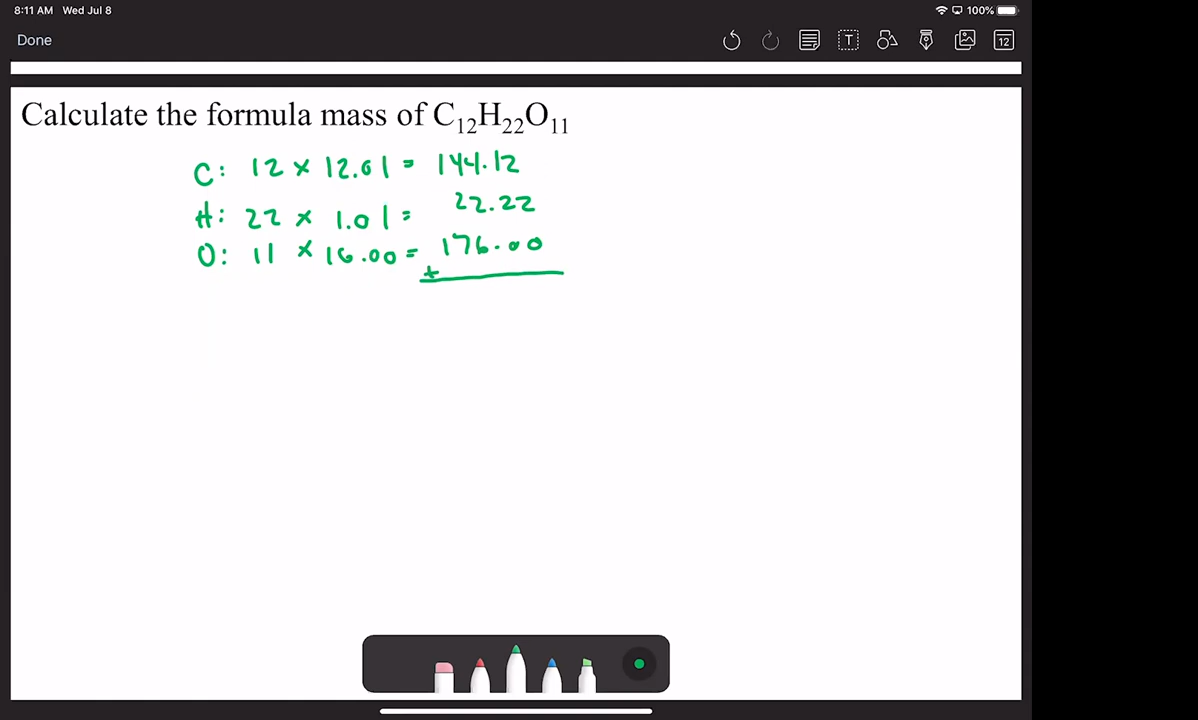 8:11 AM Wed Jul 8 100%
Done T 12
Calculate the formula mass of C₁₂H₂₂O₁₁
C: 12 × 12.01 = 144.12
H: 22 × 1.01 = 22.22
O: 11 × 16.00 = 176.00
+